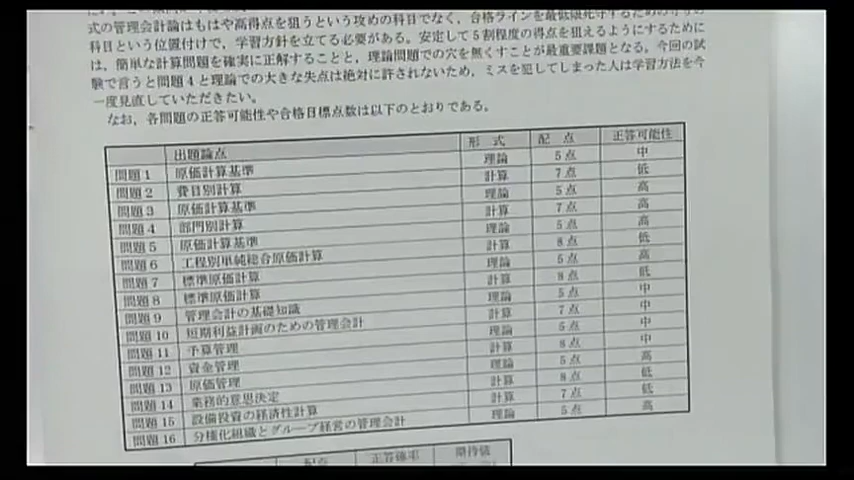 式の管理会計論はもはや高得点を狙うという攻めの科目でなく，合格ラインを最低限死守するための
科目という位置付けで，学習方針を立てる必要がある。安定して5割程度の得点を狙えるようにするために
は，簡単な計算問題を確実に正解することと，理論問題での穴を無くすことが最重要課題となる。今回の試
験で言うと問題4と理論での大きな失点は絶対に許されないため，ミスを犯してしまった人は学習方法を今
一度見直していただきたい。
なお，各問題の正答可能性や合格目標点数は以下のとおりである。
出題論点 形式 配点 正答可能性
問題1 原価計算基準 理論 5点 中
問題2 費目別計算 計算 7点 低
問題3 原価計算基準 理論 5点 高
問題4 部門別計算 計算 7点 高
問題5 原価計算基準 理論 5点 高
問題6 工程別単純総合原価計算 計算 8点 低
問題7 標準原価計算 理論 5点 高
問題8 標準原価計算 計算 8点 低
問題9 管理会計の基礎知識 理論 5点 中
問題10 短期利益計画のための管理会計 計算 7点 中
問題11 予算管理 理論 5点 中
問題12 資金管理 計算 8点 中
問題13 原価管理 理論 5点 高
問題14 業務的意思決定 計算 8点 低
問題15 設備投資の経済性計算 計算 7点 低
問題16 分権化組織とグループ経営の管理会計 理論 5点 高
配点 正答確率 期待値